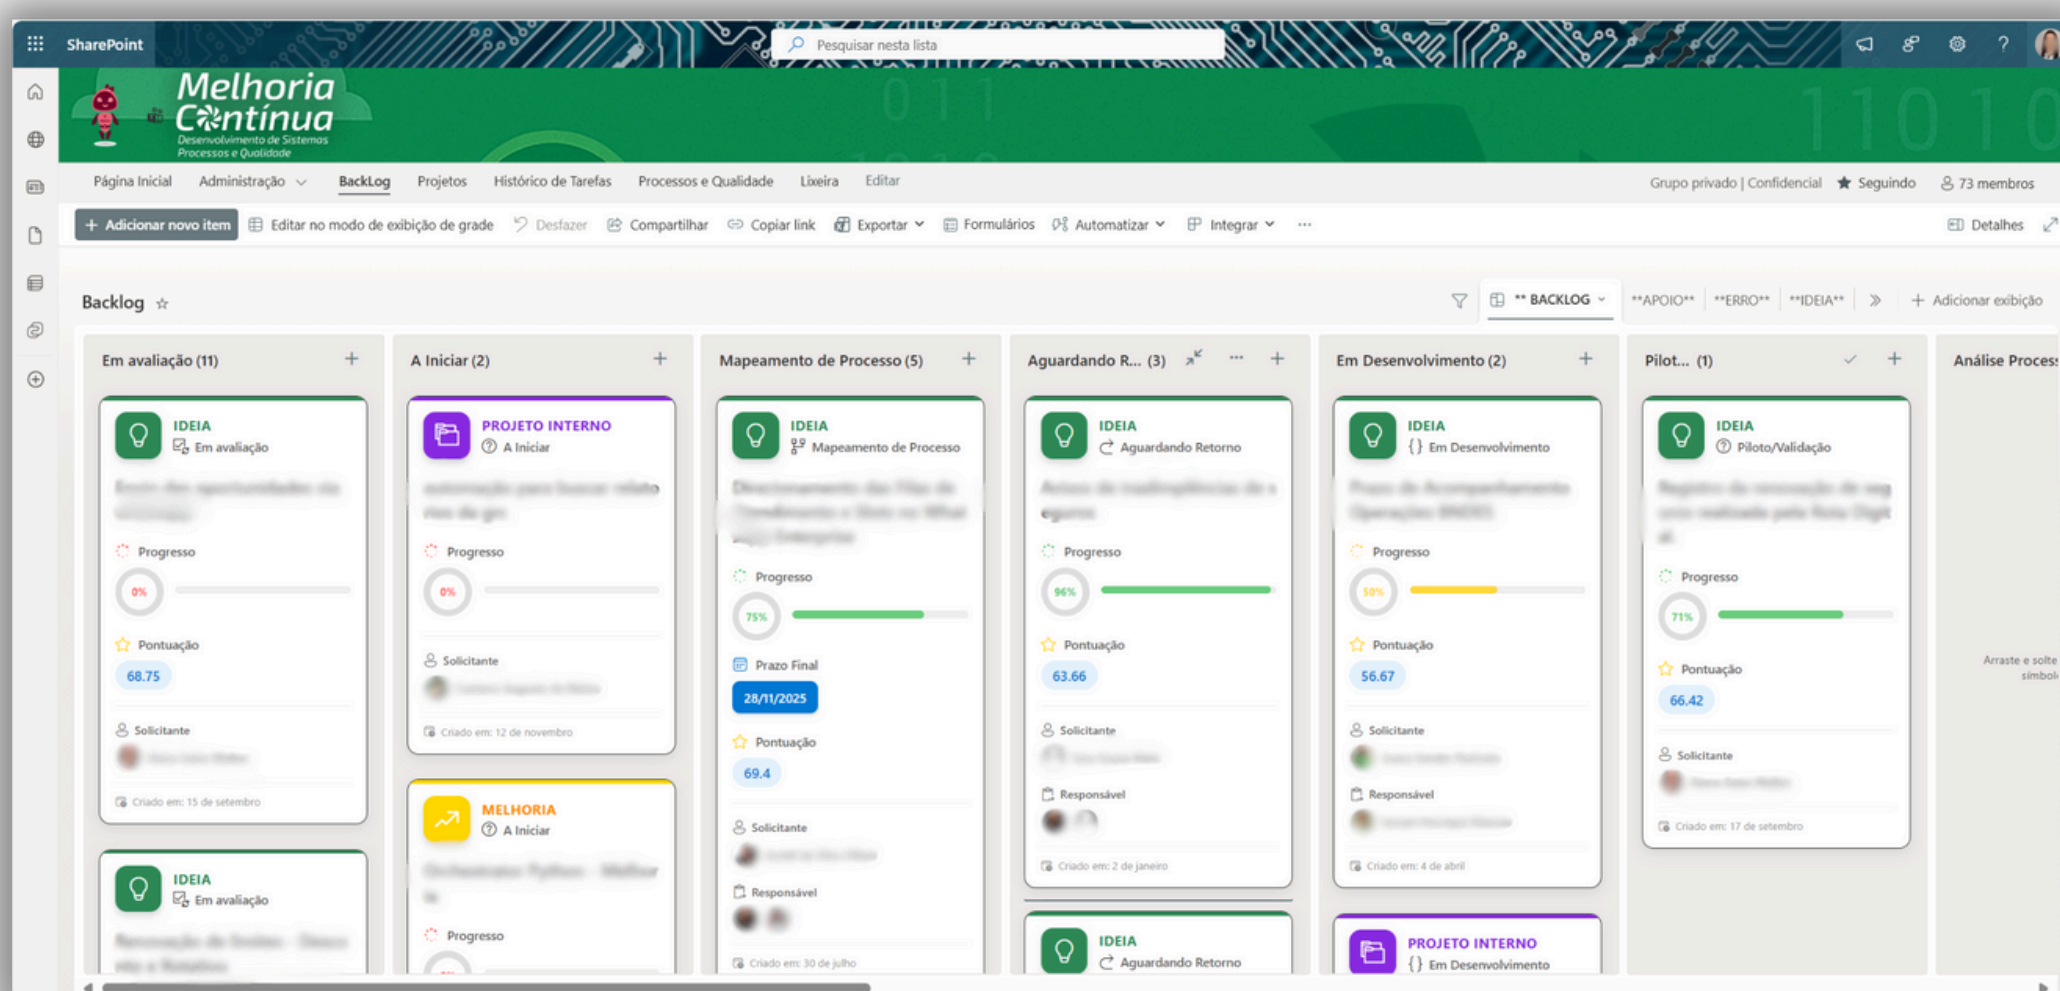 SharePoint
Pesquisar nesta lista
Melhoria
Contínua
Desenvolvimento de Sistemas
Processos e Qualidade
011
1010
11010
Página Inicial
Administração
BackLog
Projetos
Histórico de Tarefas
Processos e Qualidade
Lixeira
Editar
Grupo privado | Confidencial
Seguindo
73 membros
+ Adicionar novo item
Editar no modo de exibição de grade
Desfazer
Compartilhar
Copiar link
Exportar
Formulários
Automatizar
Integrar
...
Detalhes
Backlog
** BACKLOG
**APOIO**
**ERRO**
**IDEIA**
+ Adicionar exibição
Em avaliação (11)
IDEIA
Em avaliação
Progresso
0%
Pontuação
68.75
Solicitante
Criado em: 15 de setembro
IDEIA
Em avaliação
A Iniciar (2)
PROJETO INTERNO
A Iniciar
Progresso
0%
Solicitante
Criado em: 12 de novembro
MELHORIA
A Iniciar
Progresso
Mapeamento de Processo (5)
IDEIA
Mapeamento de Processo
Progresso
75%
Prazo Final
28/11/2025
Pontuação
69.4
Solicitante
Responsável
Criado em: 30 de julho
Aguardando R... (3)
IDEIA
Aguardando Retorno
Progresso
96%
Pontuação
63.66
Solicitante
Responsável
Criado em: 2 de janeiro
IDEIA
Aguardando Retorno
Em Desenvolvimento (2)
IDEIA
Em Desenvolvimento
Progresso
50%
Pontuação
56.67
Solicitante
Responsável
Criado em: 4 de abril
PROJETO INTERNO
Em Desenvolvimento
Pilot... (1)
IDEIA
Piloto/Validação
Progresso
71%
Pontuação
66.42
Solicitante
Criado em: 17 de setembro
Análise Process
Arraste e solte
símbol